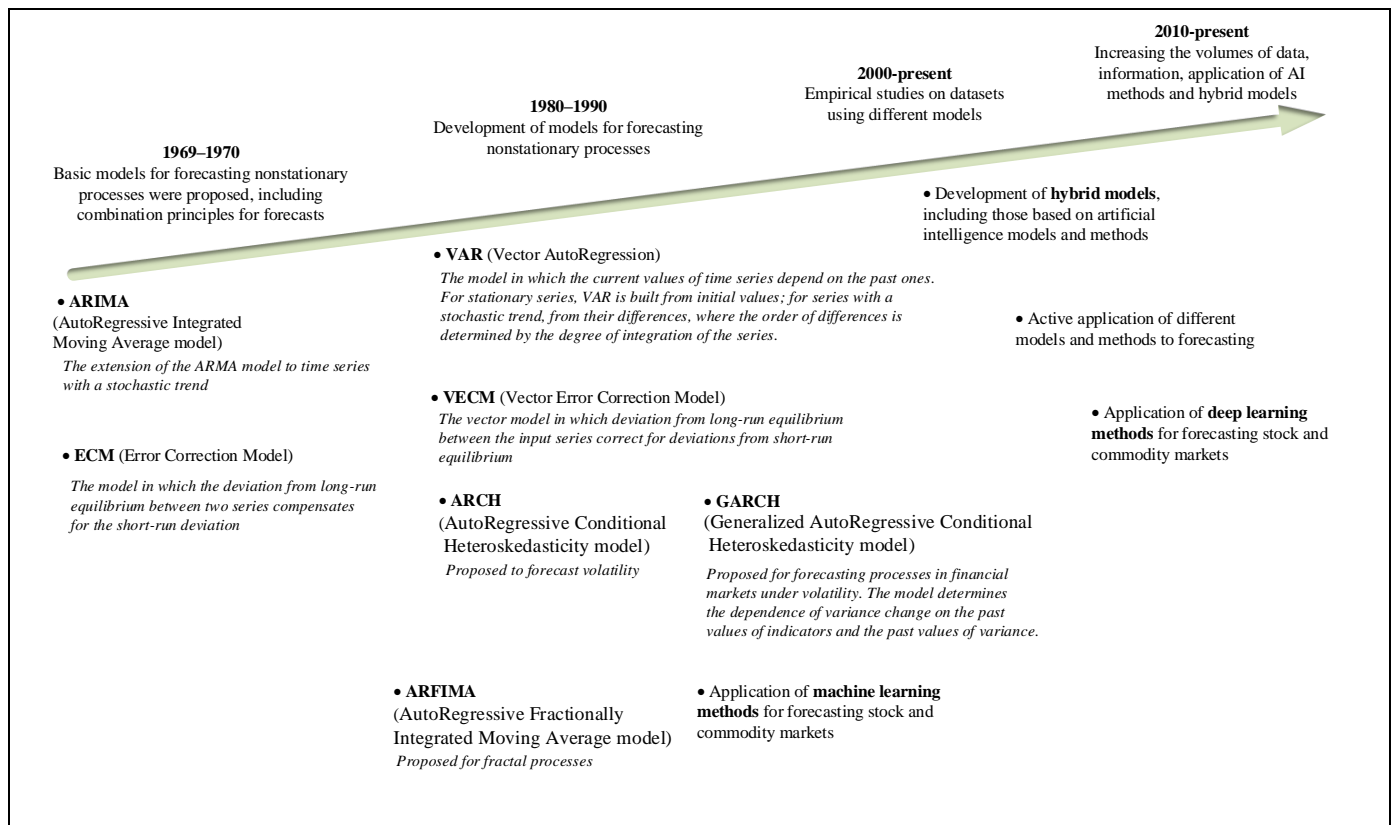 2010-present
Increasing the volumes of data,
information, application of AI
methods and hybrid models
2000-present
Empirical studies on datasets
using different models
1980–1990
Development of models for forecasting
nonstationary processes
1969–1970
Basic models for forecasting nonstationary
processes were proposed, including
combination principles for forecasts
• ARIMA
(AutoRegressive Integrated
Moving Average model)
The extension of the ARMA model to time series
with a stochastic trend
• ECM (Error Correction Model)
The model in which the deviation from long-run
equilibrium between two series compensates
for the short-run deviation
• VAR (Vector AutoRegression)
The model in which the current values of time series depend on the past ones.
For stationary series, VAR is built from initial values; for series with a
stochastic trend, from their differences, where the order of differences is
determined by the degree of integration of the series.
• VECM (Vector Error Correction Model)
The vector model in which deviation from long-run equilibrium
between the input series correct for deviations from short-run
equilibrium
• ARCH
(AutoRegressive Conditional
Heteroskedasticity model)
Proposed to forecast volatility
• GARCH
(Generalized AutoRegressive Conditional
Heteroskedasticity model)
Proposed for forecasting processes in financial
markets under volatility. The model determines
the dependence of variance change on the past
values of indicators and the past values of variance.
• ARFIMA
(AutoRegressive Fractionally
Integrated Moving Average model)
Proposed for fractal processes
• Application of machine learning
methods for forecasting stock and
commodity markets
• Development of hybrid models,
including those based on artificial
intelligence models and methods
• Active application of different
models and methods to forecasting
• Application of deep learning
methods for forecasting stock and
commodity markets